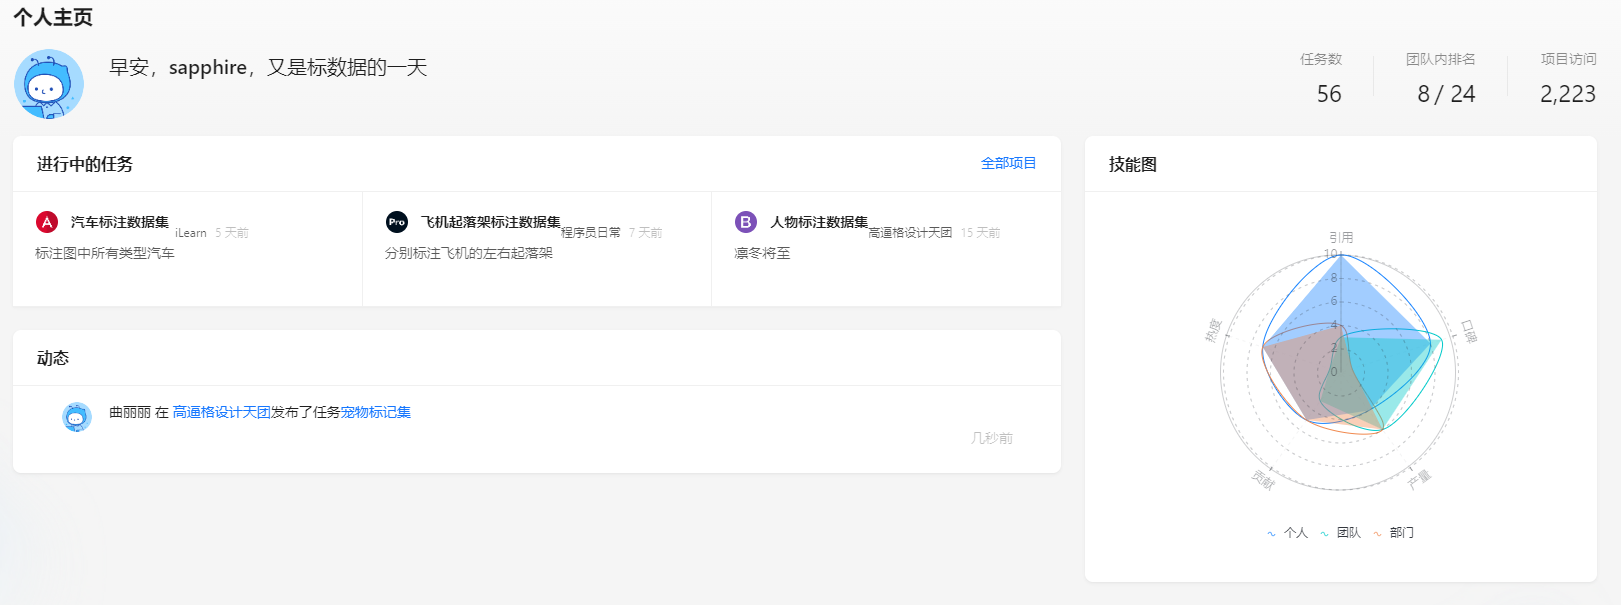 个人主页
早安，sapphire，又是标数据的一天
任务数
56
团队内排名
8 / 24
项目访问
2,223
进行中的任务
全部项目
A 汽车标注数据集 iLearn 5 天前
标注图中所有类型汽车
Pro 飞机起落架标注数据集 程序员日常 7 天前
分别标注飞机的左右起落架
B 人物标注数据集 高逼格设计天团 15 天前
凛冬将至
动态
曲丽丽 在 高逼格设计天团发布了任务宠物标记集
几秒前
技能图
引用
10
8
6
4
2
0
热度
口碑
贡献
产量
个人 团队 部门